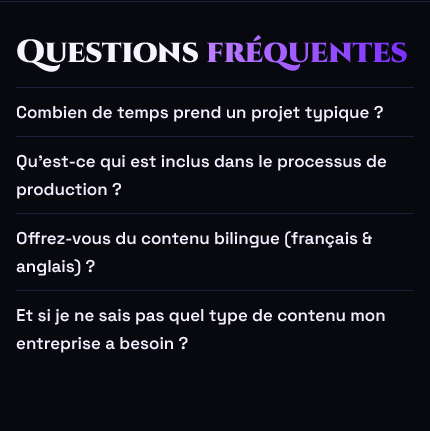 Questions fréquentes
Combien de temps prend un projet typique ?
Qu'est-ce qui est inclus dans le processus de
production ?
Offrez-vous du contenu bilingue (français &
anglais) ?
Et si je ne sais pas quel type de contenu mon
entreprise a besoin ?